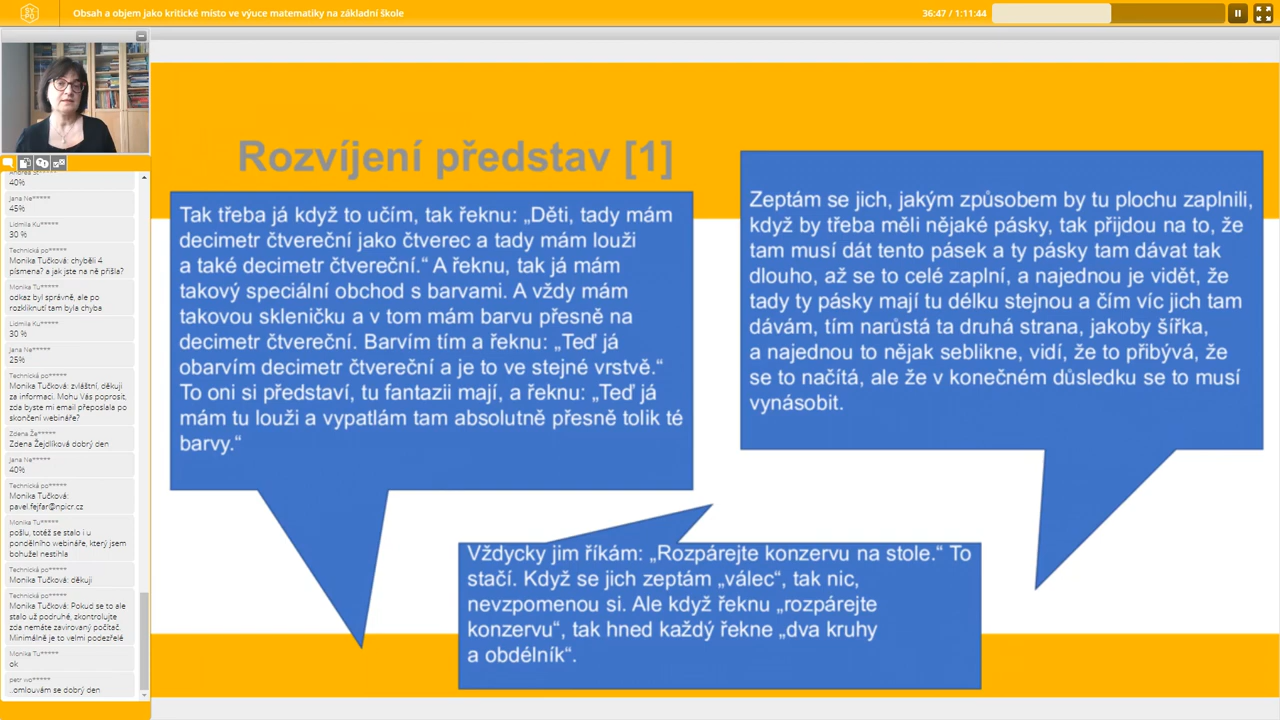 Obsah a objem jako kritické místo ve výuce matematiky na základní škole
36:47 / 1:11:44
Rozvíjení představ [1]
Tak třeba já když to učím, tak řeknu: „Děti, tady mám
decimetr čtvereční jako čtverec a tady mám louži
a také decimetr čtvereční.“ A řeknu, tak já mám
takový speciální obchod s barvami. A vždy mám
takovou skleničku a v tom mám barvu přesně na
decimetr čtvereční. Barvím tím a řeknu: „Teď já
obarvím decimetr čtvereční a je to ve stejné vrstvě.“
To oni si představí, tu fantazii mají, a řeknu: „Teď já
mám tu louži a vypatlám tam absolutně přesně tolik té
barvy.“
Zeptám se jich, jakým způsobem by tu plochu zaplnili,
když by třeba měli nějaké pásky, tak přijdou na to, že
tam musí dát tento pásek a ty pásky tam dávat tak
dlouho, až se to celé zaplní, a najednou je vidět, že
tady ty pásky mají tu délku stejnou a čím víc jich tam
dávám, tím narůstá ta druhá strana, jakoby šířka,
a najednou to nějak seblikne, vidí, že to přibývá, že
se to načítá, ale že v konečném důsledku se to musí
vynásobit.
Vždycky jim říkám: „Rozpárejte konzervu na stole.“ To
stačí. Když se jich zeptám „válec“, tak nic,
nevzpomenou si. Ale když řeknu „rozpárejte
konzervu“, tak hned každý řekne „dva kruhy
a obdélník“.
40%
Jana Ne*****
45%
Lidmila Ku*****
30 %
Technická po*****
Monika Tučková: chyběli 4
písmena? a jak jste na ně přišla?
Monika Tu*****
odkaz byl správně, ale po
rozkliknutí tam byla chyba
Lidmila Ku*****
30 %
Jana Ne*****
25%
Technická po*****
Monika Tučková: zvláštní, děkuji
za informaci. Mohu Vás poprosit,
zda byste mi email přeposlala po
skončení webináře?
Zdena Že*****
Zdena Žejdlíková dobrý den
Jana Ne*****
40%
Technická po*****
Monika Tučková:
pavel.fejfar@npicr.cz
Monika Tu*****
pošlu, totéž se stalo i u
pondělního webináře, který jsem
bohužel nestihla
Technická po*****
Monika Tučková: děkuji
Technická po*****
Monika Tučková: Pokud se to ale
stalo už podruhé, zkontrolujte
zda nemáte zavirovaný počítač.
Minimálně je to velmi podezřelé
Monika Tu*****
ok
petr wo*****
..omlouvám se dobrý den